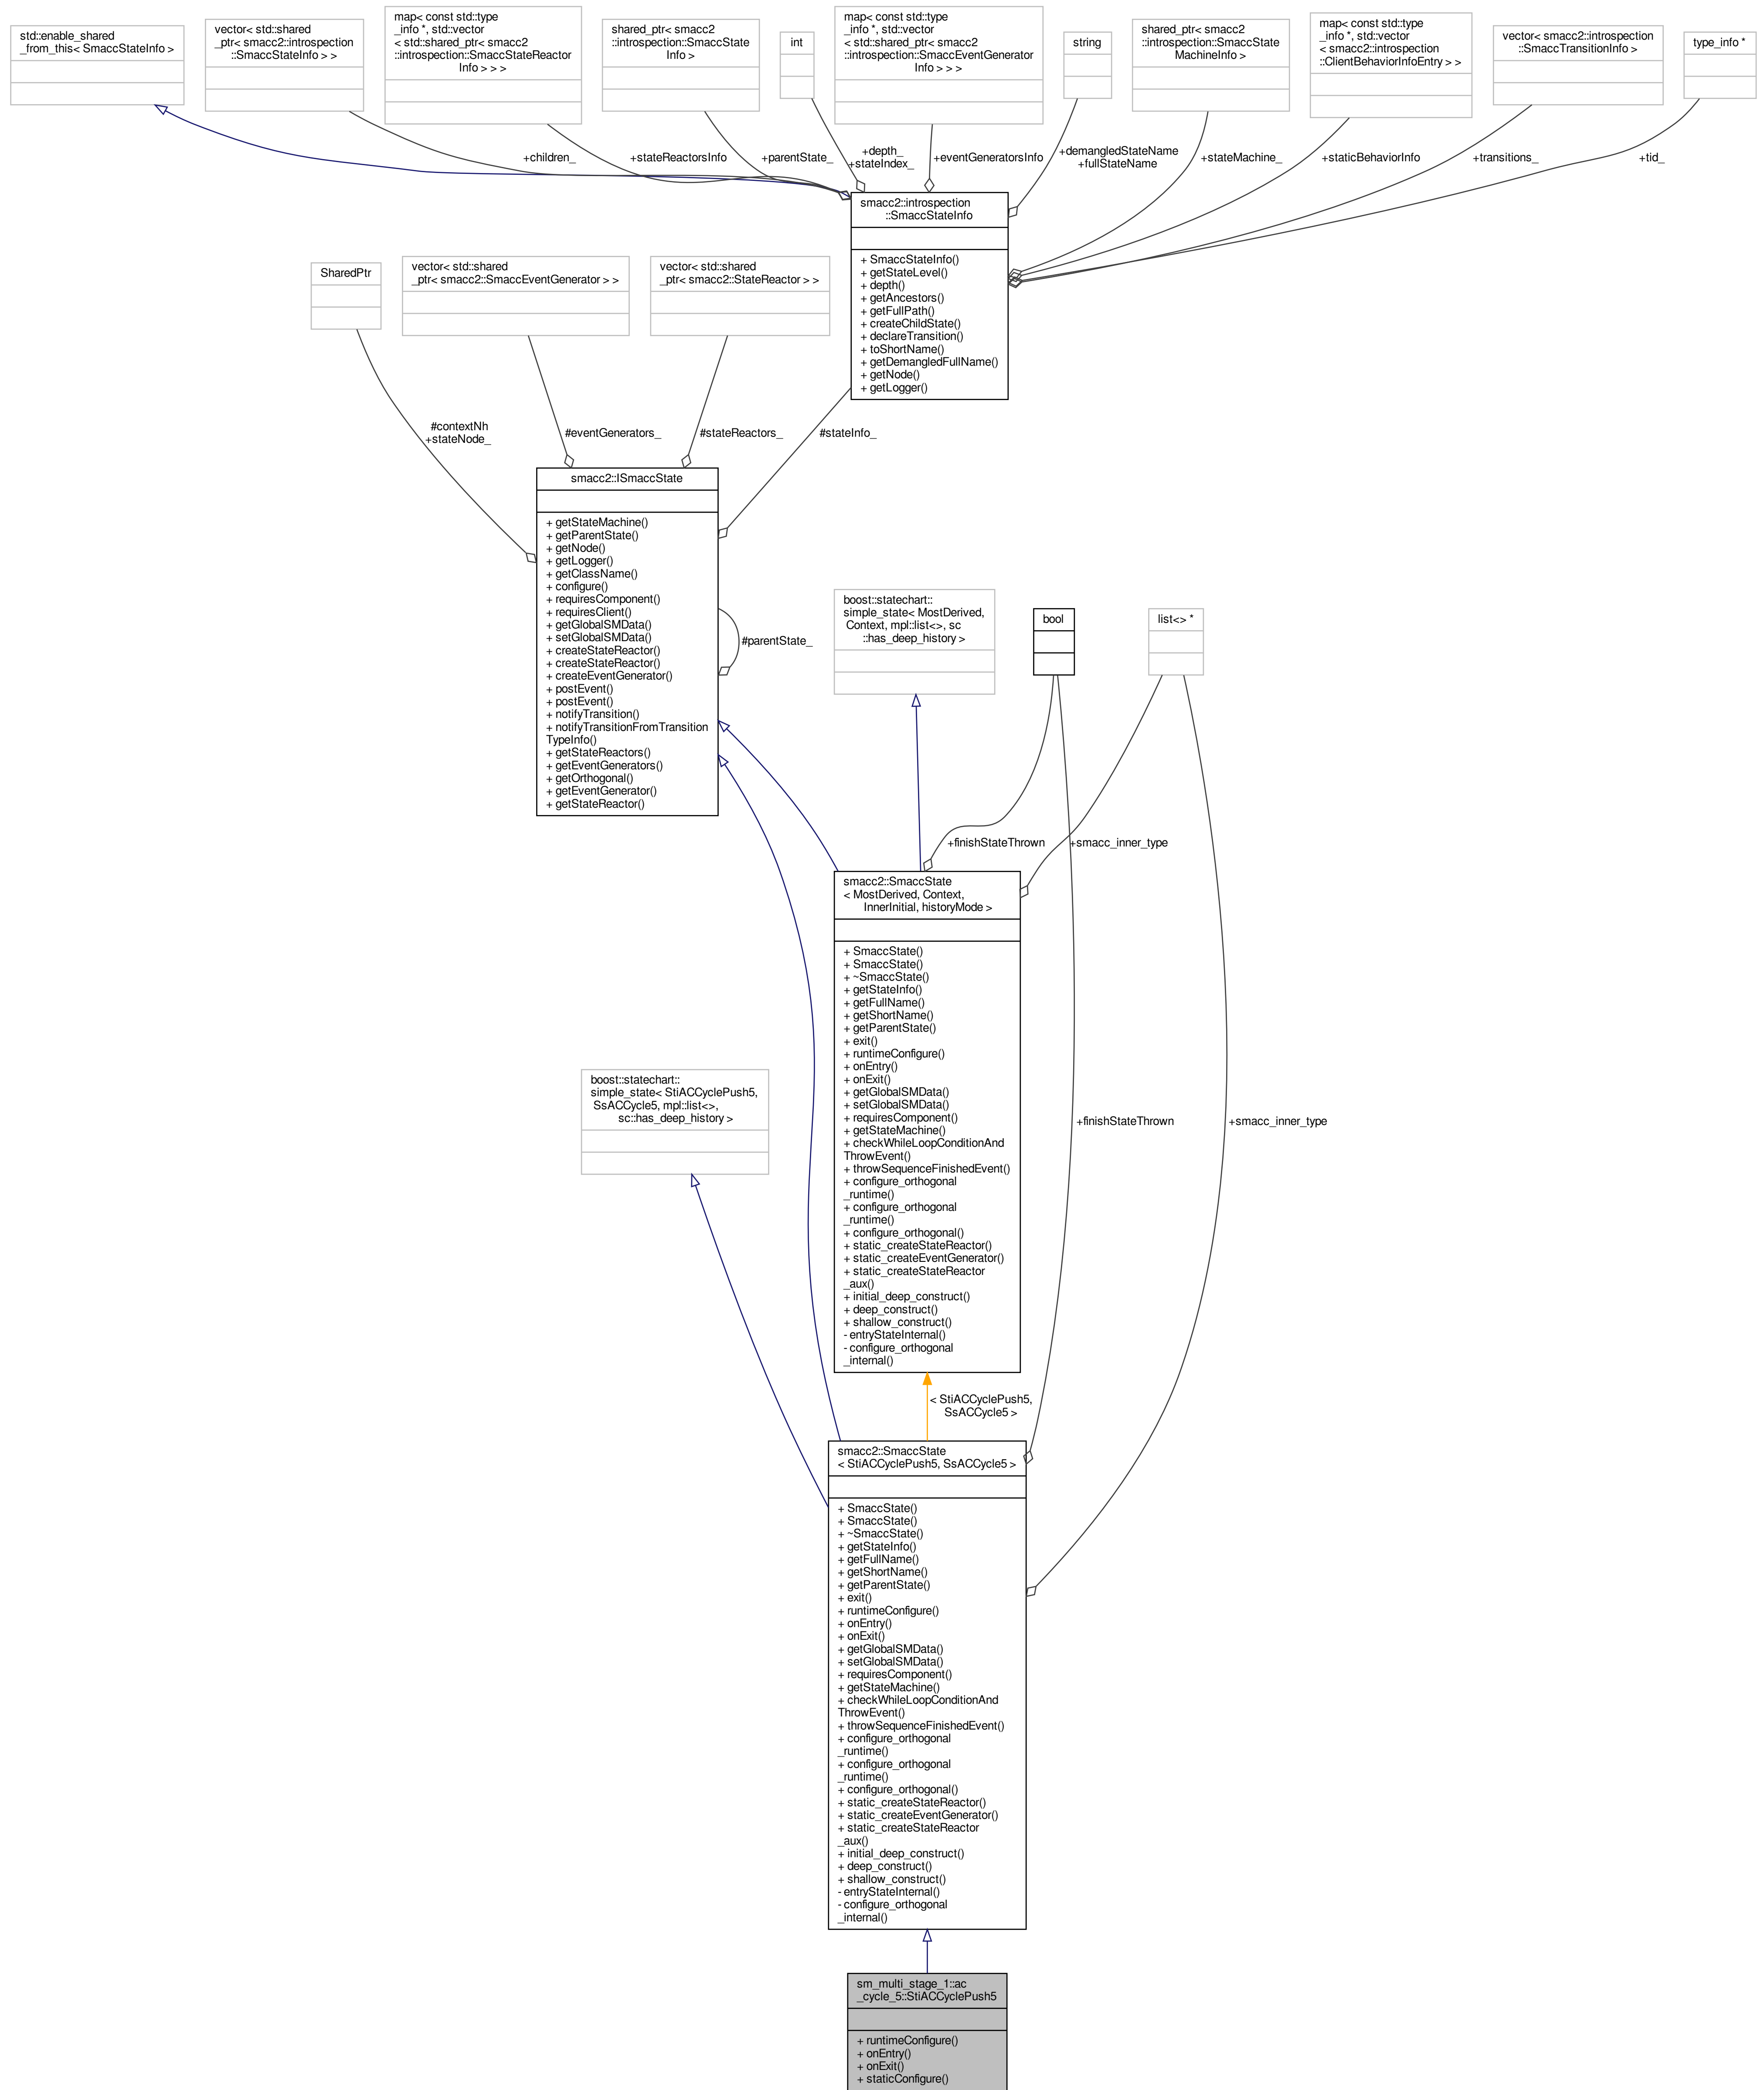 std::enable_shared
_from_this< SmaccStateInfo >
vector< std::shared
_ptr< smacc2::introspection
::SmaccStateInfo > >
map< const std::type
_info *, std::vector
< std::shared_ptr< smacc2
::introspection::SmaccStateReactor
Info > > >
shared_ptr< smacc2
::introspection::SmaccState
Info >
int
map< const std::type
_info *, std::vector
< std::shared_ptr< smacc2
::introspection::SmaccEventGenerator
Info > > >
string
shared_ptr< smacc2
::introspection::SmaccState
MachineInfo >
map< const std::type
_info *, std::vector
< smacc2::introspection
::ClientBehaviorInfoEntry > >
vector< smacc2::introspection
::SmaccTransitionInfo >
type_info *
+children_
+stateReactorsInfo
+parentState_
+depth_
+stateIndex_
+eventGeneratorsInfo
+demangledStateName
+fullStateName
+stateMachine_
+staticBehaviorInfo
+transitions_
+tid_
smacc2::introspection
::SmaccStateInfo
+ SmaccStateInfo()
+ getStateLevel()
+ depth()
+ getAncestors()
+ getFullPath()
+ createChildState()
+ declareTransition()
+ toShortName()
+ getDemangledFullName()
+ getNode()
+ getLogger()
SharedPtr
vector< std::shared
_ptr< smacc2::SmaccEventGenerator > >
vector< std::shared
_ptr< smacc2::StateReactor > >
#contextNh
+stateNode_
#eventGenerators_
#stateReactors_
#stateInfo_
smacc2::ISmaccState
+ getStateMachine()
+ getParentState()
+ getNode()
+ getLogger()
+ getClassName()
+ configure()
+ requiresComponent()
+ requiresClient()
+ getGlobalSMData()
+ setGlobalSMData()
+ createStateReactor()
+ createStateReactor()
+ createEventGenerator()
+ postEvent()
+ postEvent()
+ notifyTransition()
+ notifyTransitionFromTransition
TypeInfo()
+ getStateReactors()
+ getEventGenerators()
+ getOrthogonal()
+ getEventGenerator()
+ getStateReactor()
#parentState_
boost::statechart::
simple_state< MostDerived,
Context, mpl::list<>, sc
::has_deep_history >
bool
list<> *
+finishStateThrown
+smacc_inner_type
smacc2::SmaccState
< MostDerived, Context,
InnerInitial, historyMode >
+ SmaccState()
+ SmaccState()
+ ~SmaccState()
+ getStateInfo()
+ getFullName()
+ getShortName()
+ getParentState()
+ exit()
+ runtimeConfigure()
+ onEntry()
+ onExit()
+ getGlobalSMData()
+ setGlobalSMData()
+ requiresComponent()
+ getStateMachine()
+ checkWhileLoopConditionAnd
ThrowEvent()
+ throwSequenceFinishedEvent()
+ configure_orthogonal
_runtime()
+ configure_orthogonal
_runtime()
+ configure_orthogonal()
+ static_createStateReactor()
+ static_createEventGenerator()
+ static_createStateReactor
_aux()
+ initial_deep_construct()
+ deep_construct()
+ shallow_construct()
- entryStateInternal()
- configure_orthogonal
_internal()
boost::statechart::
simple_state< StiACCyclePush5,
SsACCycle5, mpl::list<>,
sc::has_deep_history >
+finishStateThrown
+smacc_inner_type
< StiACCyclePush5,
SsACCycle5 >
smacc2::SmaccState
< StiACCyclePush5, SsACCycle5 >
+ SmaccState()
+ SmaccState()
+ ~SmaccState()
+ getStateInfo()
+ getFullName()
+ getShortName()
+ getParentState()
+ exit()
+ runtimeConfigure()
+ onEntry()
+ onExit()
+ getGlobalSMData()
+ setGlobalSMData()
+ requiresComponent()
+ getStateMachine()
+ checkWhileLoopConditionAnd
ThrowEvent()
+ throwSequenceFinishedEvent()
+ configure_orthogonal
_runtime()
+ configure_orthogonal
_runtime()
+ configure_orthogonal()
+ static_createStateReactor()
+ static_createEventGenerator()
+ static_createStateReactor
_aux()
+ initial_deep_construct()
+ deep_construct()
+ shallow_construct()
- entryStateInternal()
- configure_orthogonal
_internal()
sm_multi_stage_1::ac
_cycle_5::StiACCyclePush5
+ runtimeConfigure()
+ onEntry()
+ onExit()
+ staticConfigure()